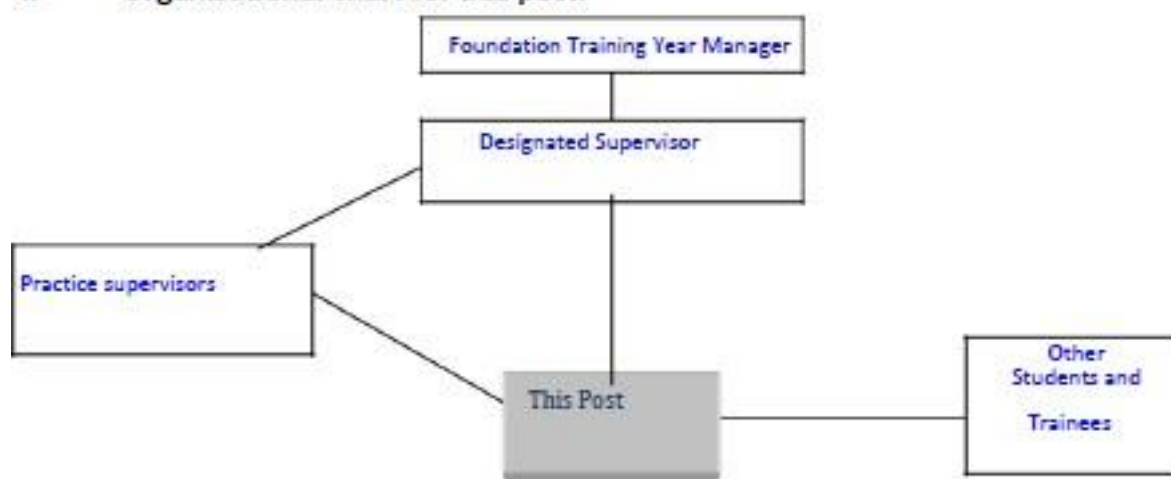 Foundation Training Year Manager
Designated Supervisor
Practice supervisors
This Post
Other
Students and
Trainees